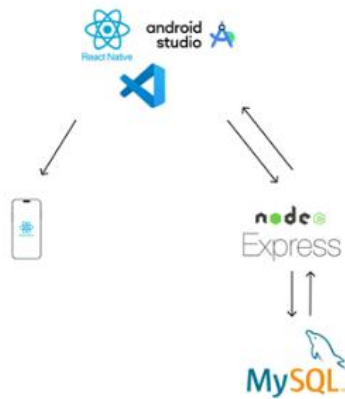 android
studio
React Native
node
Express
MySQL